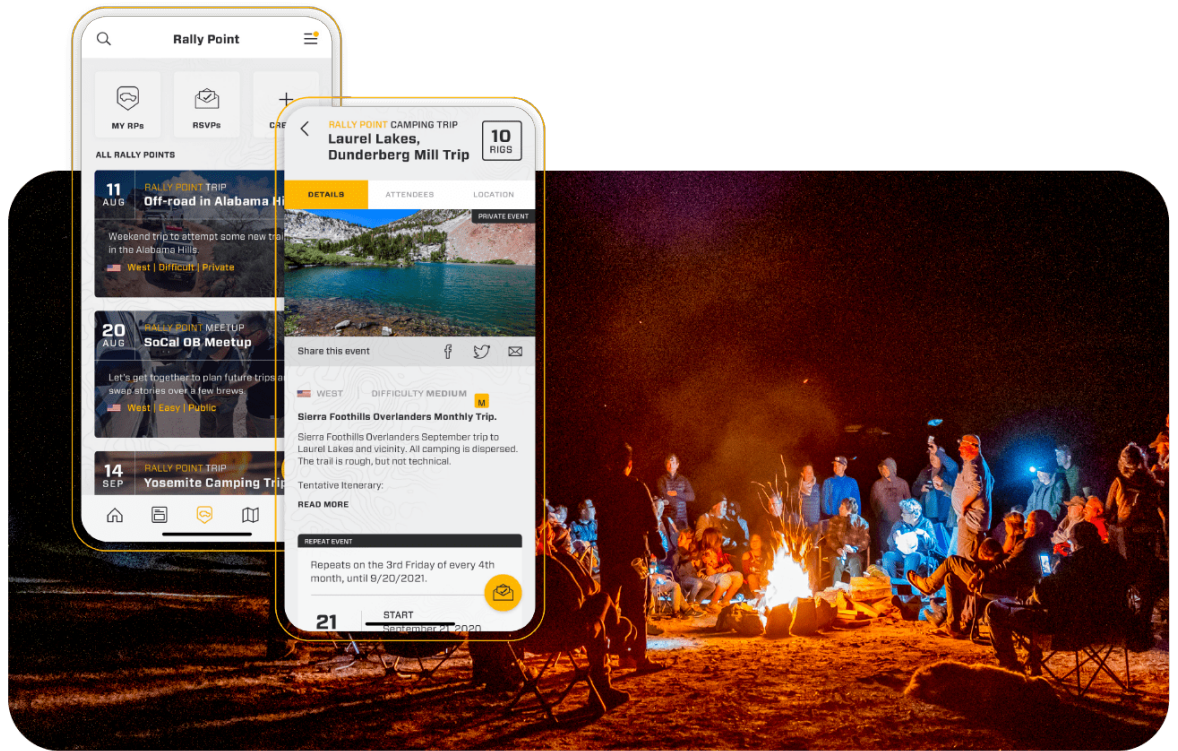 Rally Point
MY RPs
RSVPs
ALL RALLY POINTS
11
AUG
RALLY POINT TRIP
Off-road in Alabama
Weekend trip to attempt some new
in the Alabama Hills.
West | Difficult | Private
20
AUG
RALLY POINT MEETUP
SoCal OB Meetup
Let's get together to plan future trips
swap stories over a few brews.
West | Easy | Public
14
SEP
RALLY POINT TRIP
Yosemite Camping Trip
RALLY POINT CAMPING TRIP
Laurel Lakes,
Dunderberg Mill Trip
10
RIGS
DETAILS
ATTENDEES
LOCATION
PRIVATE EVENT
Share this event
WEST
DIFFICULTY MEDIUM
M
Sierra Foothills Overlanders Monthly Trip.
Sierra Foothills Overlanders September trip to
Laurel Lakes and vicinity. All camping is dispersed.
The trail is rough, but not technical.
Tentative Itenerary:
READ MORE
REPEAT EVENT
Repeats on the 3rd Friday of every 4th
month, until 9/20/2021.
21
START
September 21, 2020